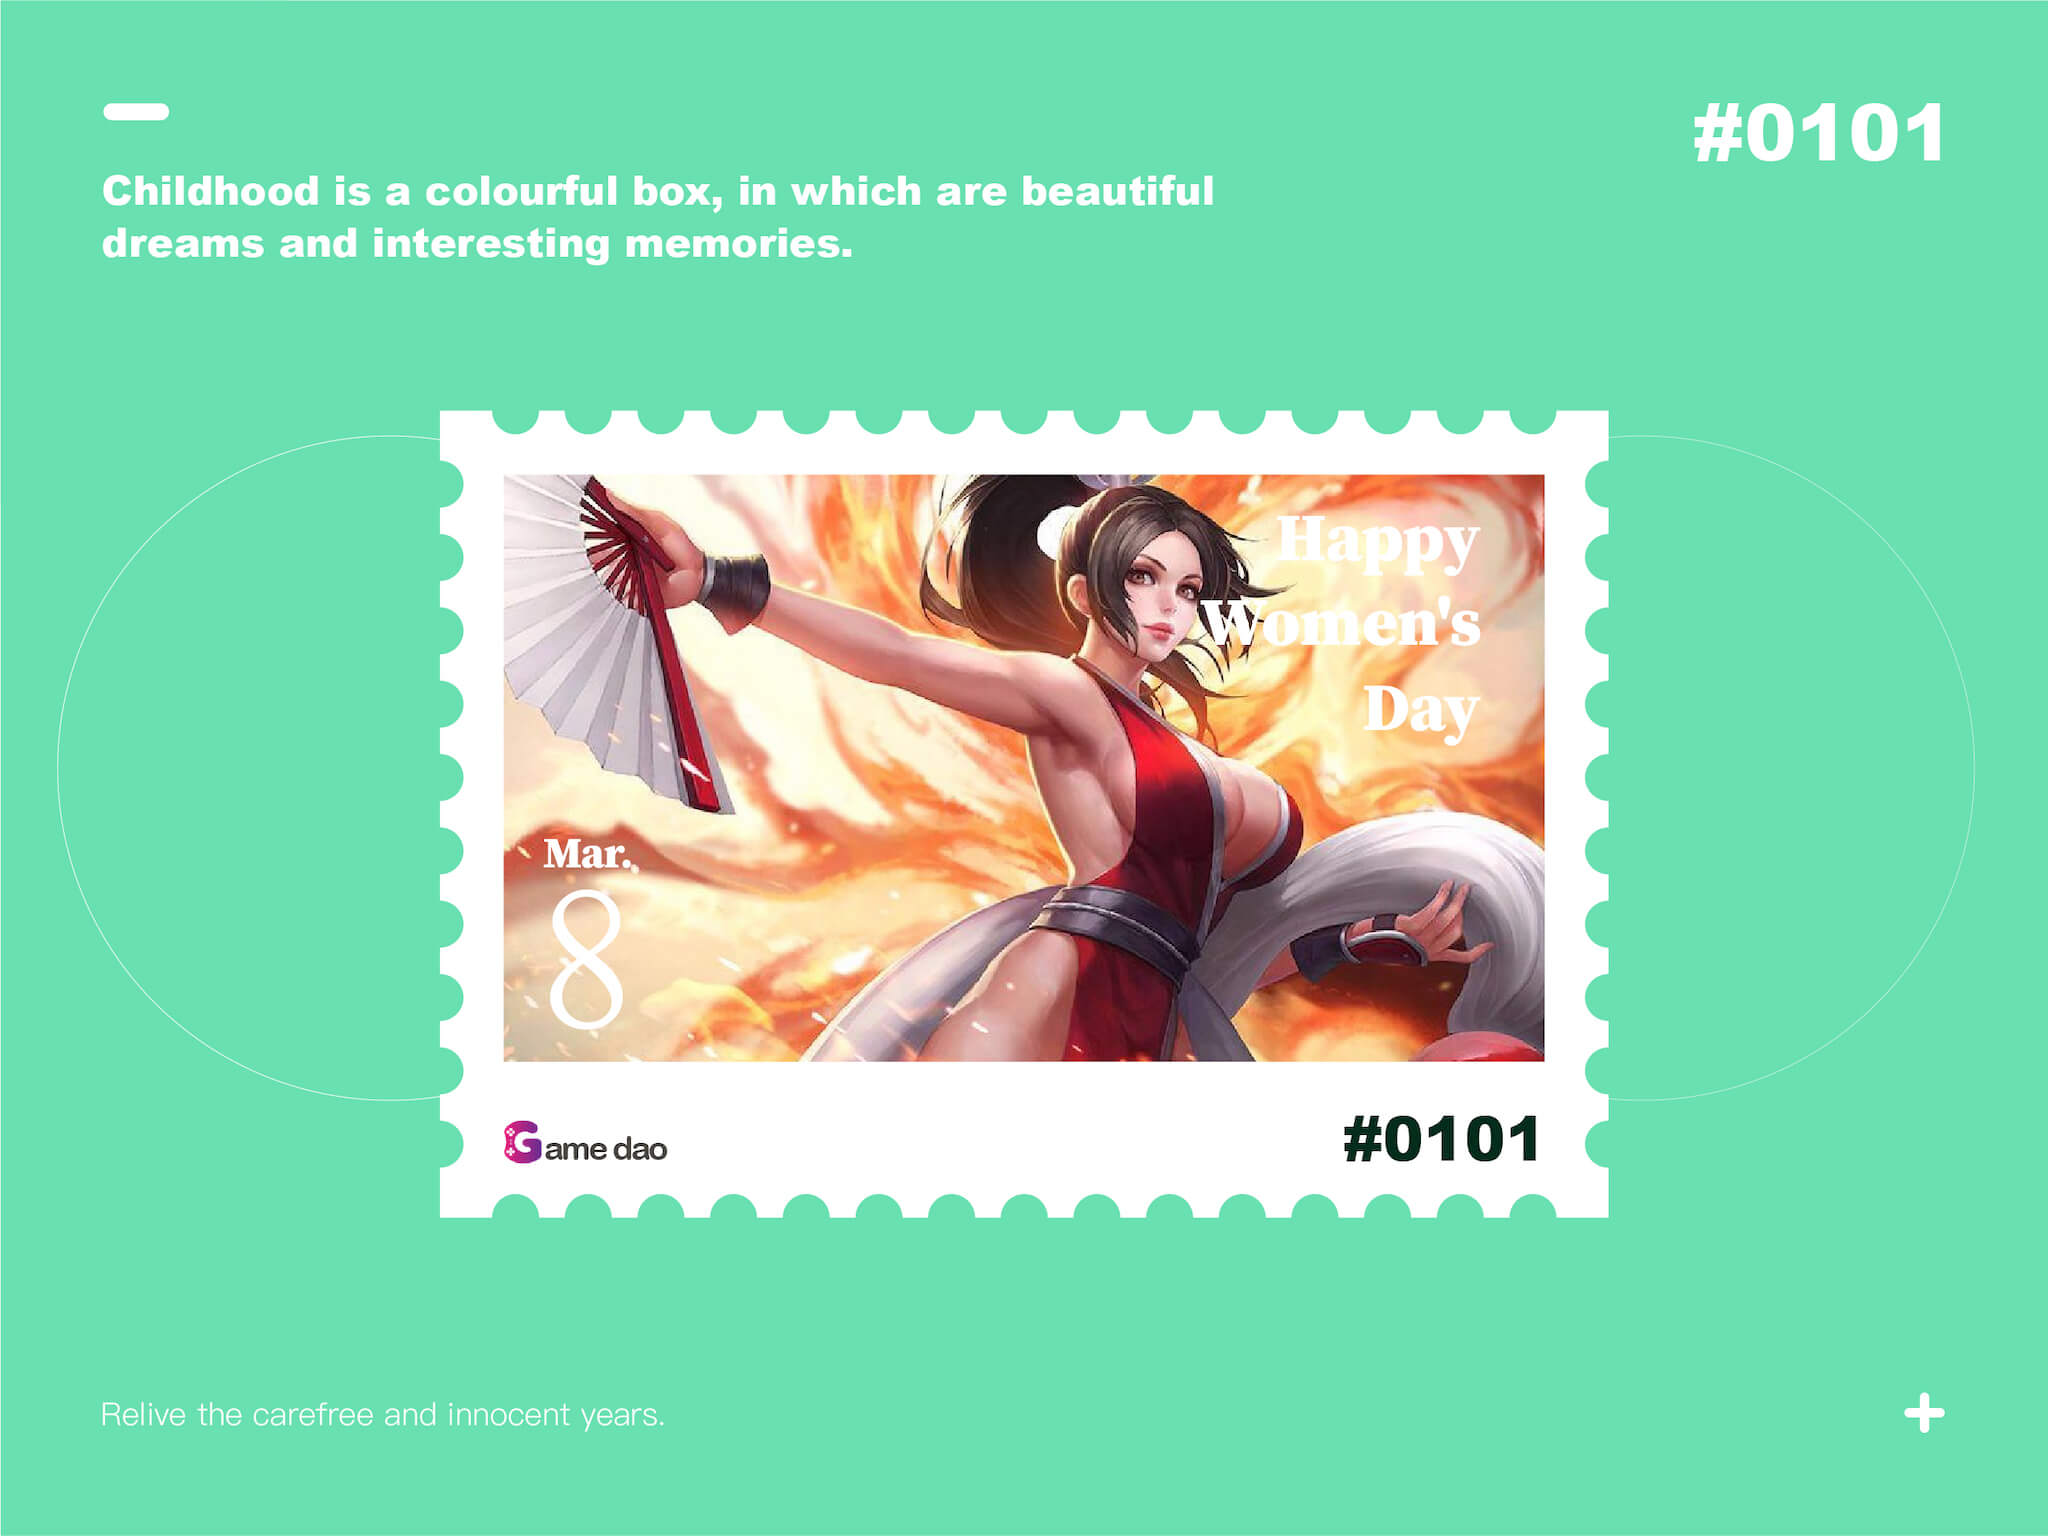 #0101
Childhood is a colourful box, in which are beautiful
dreams and interesting memories.
Happy
Women's
Day
Mar.
8
Game dao
#0101
Relive the carefree and innocent years.